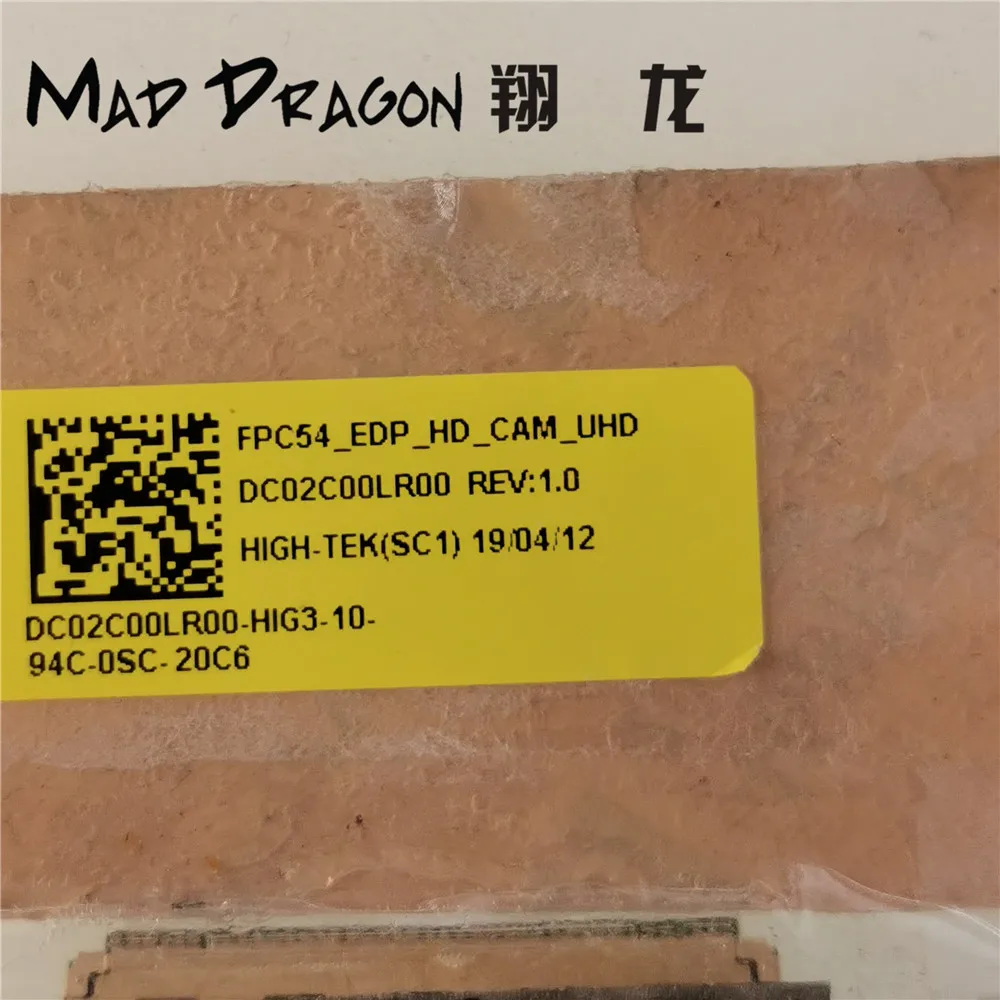 MAD DRAGON 翔 龙
FPC54_EDP_HD_CAM_UHD
DC02C00LR00 REV:1.0
HIGH-TEK(SC1) 19/04/12
DC02C00LR00-HIG3-10-
94C-0SC-20C6